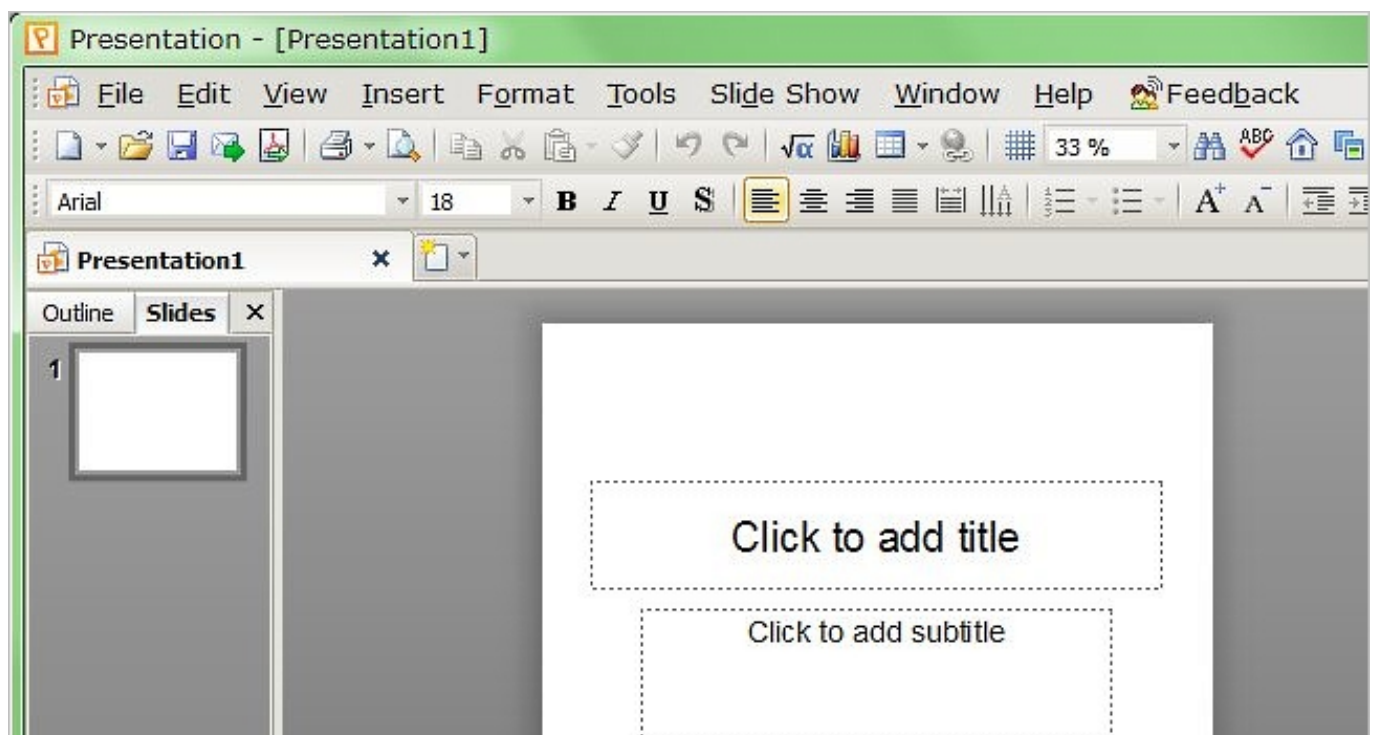 Presentation - [Presentation1]
File Edit View Insert Format Tools Slide Show Window Help Feedback
√α 33 % ABC
Arial 18 B I U S A+ A-
Presentation1
Outline Slides
1
Click to add title
Click to add subtitle